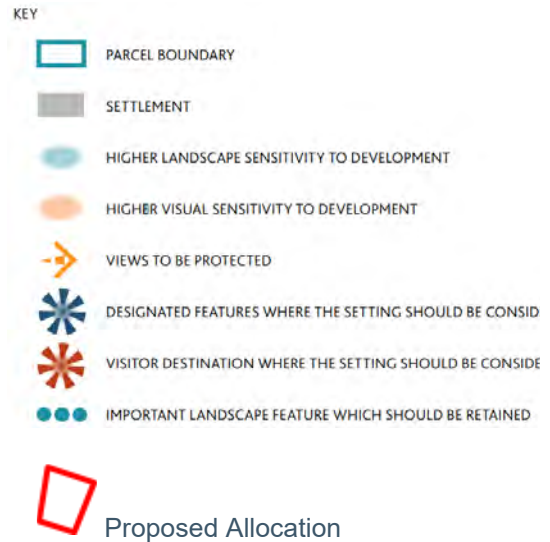 KEY
PARCEL BOUNDARY
SETTLEMENT
HIGHER LANDSCAPE SENSITIVITY TO DEVELOPMENT
HIGHER VISUAL SENSITIVITY TO DEVELOPMENT
VIEWS TO BE PROTECTED
DESIGNATED FEATURES WHERE THE SETTING SHOULD BE CONSID
VISITOR DESTINATION WHERE THE SETTING SHOULD BE CONSIDE
IMPORTANT LANDSCAPE FEATURE WHICH SHOULD BE RETAINED
Proposed Allocation